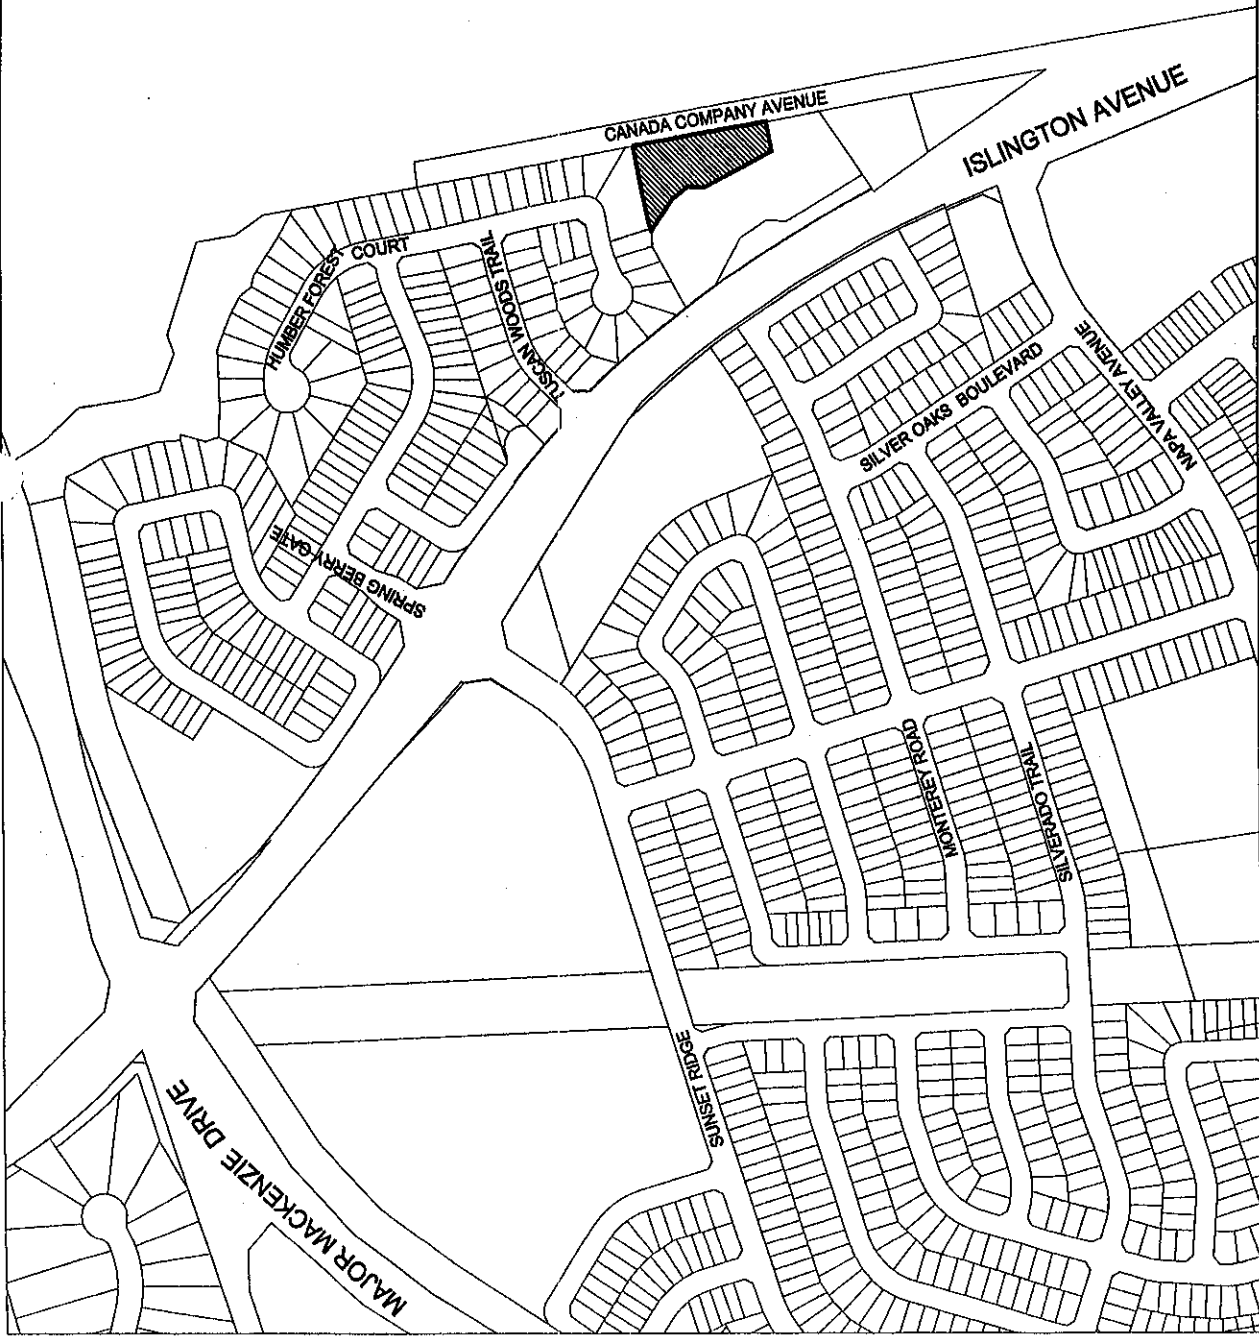 CANADA COMPANY AVENUE
ISLINGTON AVENUE
HUMBER FOREST COURT
TUSCAN WOODS TRAIL
SILVER OAKS BOULEVARD
NAPA VALLEY AVENUE
SPRING BERRY GATE
MONTEREY ROAD
SILVERADO TRAIL
SUNSET RIDGE
MAJOR MACKENZIE DRIVE